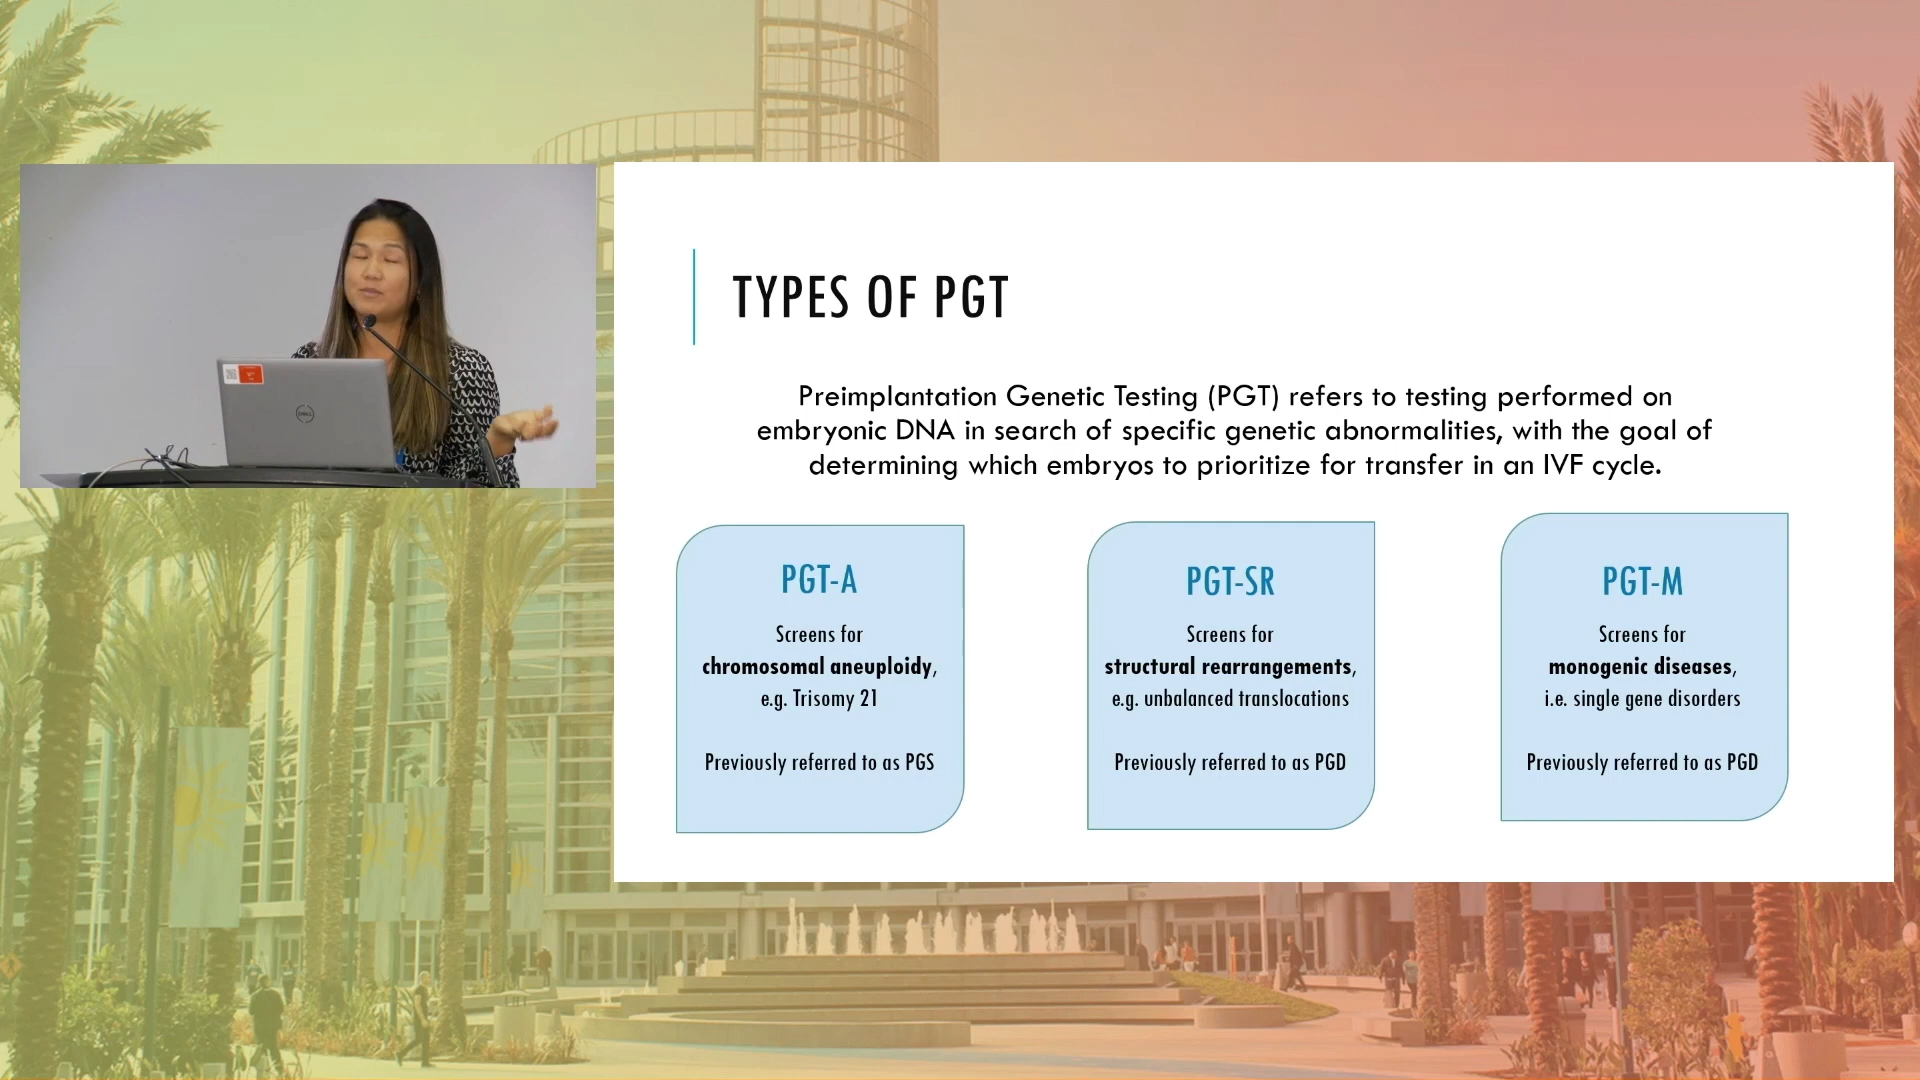 TYPES OF PGT
Preimplantation Genetic Testing (PGT) refers to testing performed on
embryonic DNA in search of specific genetic abnormalities, with the goal of
determining which embryos to prioritize for transfer in an IVF cycle.
PGT-A
Screens for
chromosomal aneuploidy,
e.g. Trisomy 21
Previously referred to as PGS
PGT-SR
Screens for
structural rearrangements,
e.g. unbalanced translocations
Previously referred to as PGD
PGT-M
Screens for
monogenic diseases,
i.e. single gene disorders
Previously referred to as PGD
DELL